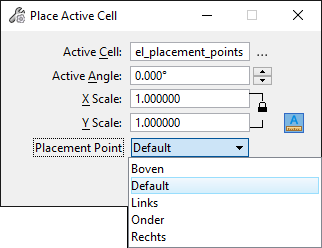 Place Active Cell
Active Cell: el_placement_points ...
Active Angle: 0.000°
X Scale: 1.000000
Y Scale: 1.000000
A
Placement Point Default
Boven
Default
Links
Onder
Rechts